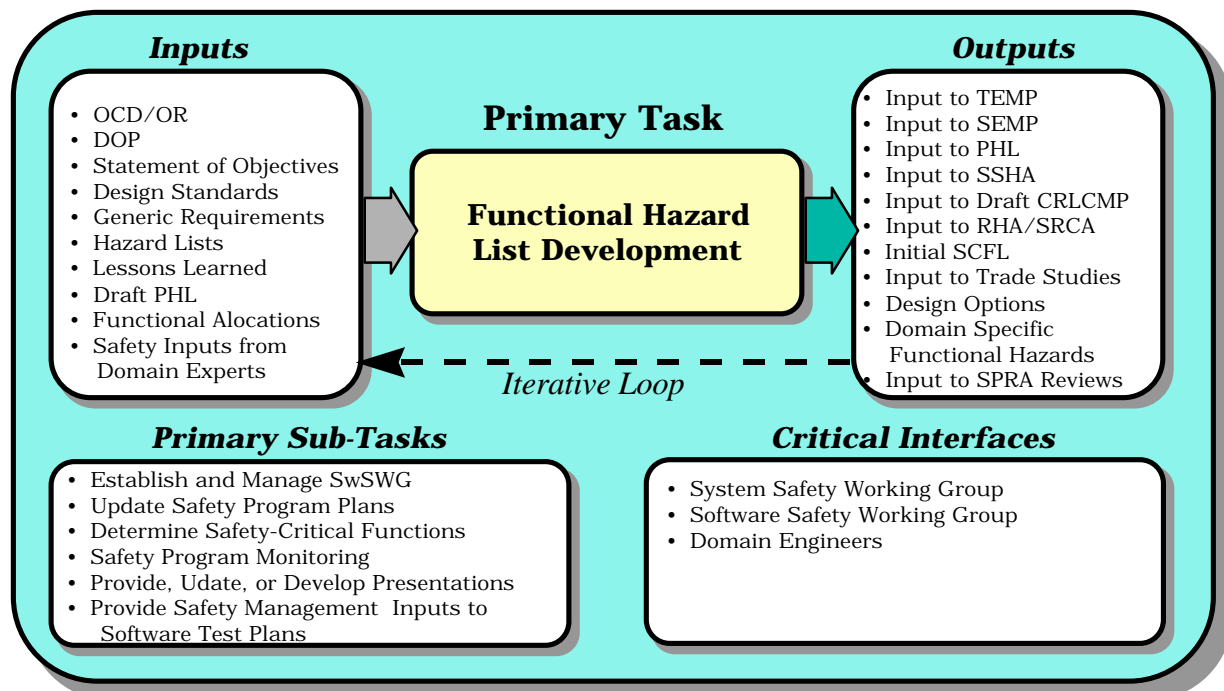 Inputs
• OCD/OR
• DOP
• Statement of Objectives
• Design Standards
• Generic Requirements
• Hazard Lists
• Lessons Learned
• Draft PHL
• Functional Alocations
• Safety Inputs from
Domain Experts
Primary Task
Functional Hazard
List Development
Outputs
• Input to TEMP
• Input to SEMP
• Input to PHL
• Input to SSHA
• Input to Draft CRLCMP
• Input to RHA/SRCA
• Initial SCFL
• Input to Trade Studies
• Design Options
• Domain Specific
Functional Hazards
• Input to SPRA Reviews
Iterative Loop
Primary Sub-Tasks
• Establish and Manage SwSWG
• Update Safety Program Plans
• Determine Safety-Critical Functions
• Safety Program Monitoring
• Provide, Udate, or Develop Presentations
• Provide Safety Management Inputs to
Software Test Plans
Critical Interfaces
• System Safety Working Group
• Software Safety Working Group
• Domain Engineers